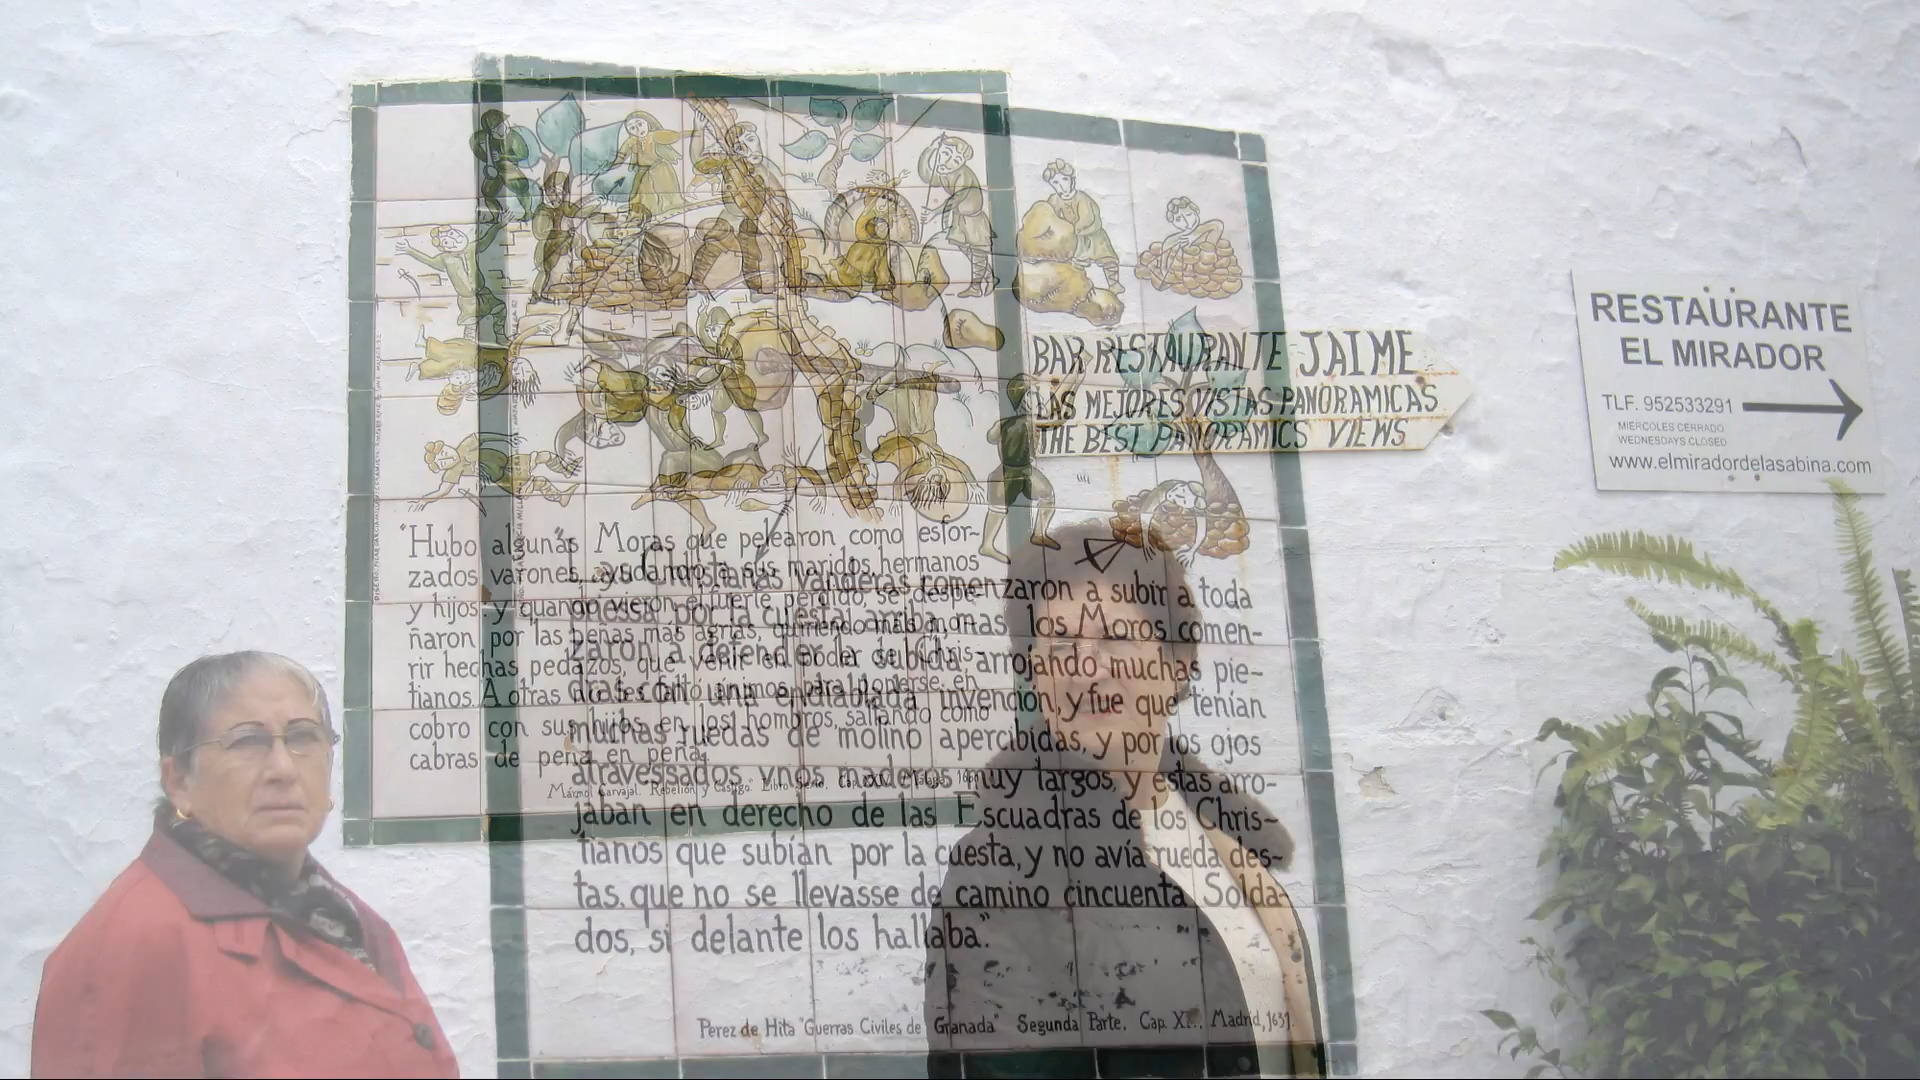 "Hubo algunas Moras que pelearon como esfor-
zados varones, ayudando a sus maridos, hermanos
y hijos: y quando vieron el fuerte perdido, se despe-
ñaron por las penas mas agrias, quiriendo más mo-
rir hechas pedazos, que venir en poder de Chris-
tianos. A otras no les faltó animos para ponerse en
cobro con sus hijos en los hombros, saltando como
cabras de peña en peña.
Mármol Carvajal. Rebelión y Castigo". Libro Sexto.
Christianas vanderas comenzaron a subir a toda
priessa por la cuesta arriba, mas los Moros comen-
zaron a defender la subida arrojando muchas pie-
dras con una endiablada invención, y fue que tenían
muchas ruedas de molino apercibidas, y por los ojos
atravessados vnos maderos muy largos, y estas arro-
jaban en derecho de las Escuadras de los Chris-
tianos que subían por la cuesta, y no avía rueda des-
tas, que no se llevasse de camino cincuenta Solda-
dos, si delante los hallaba."
Perez de Hita "Guerras Civiles de Granada" Segunda Parte. Cap. Madrid, 1631.
BAR RESTAURANTE JAIME
LAS MEJORES VISTAS PANORAMICAS
THE BEST PANORAMICS VIEWS
RESTAURANTE
EL MIRADOR
TLF. 952533291
MIERCOLES CERRADO
WEDNESDAYS CLOSED
www.elmiradordelasabina.com